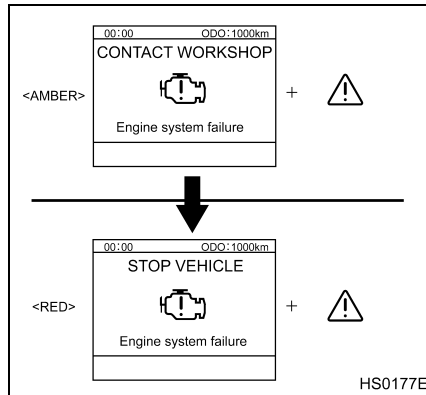 00:00 ODO:1000km
CONTACT WORKSHOP
<AMBER>
+
Engine system failure
00:00 ODO:1000km
STOP VEHICLE
<RED>
+
Engine system failure
HS0177E